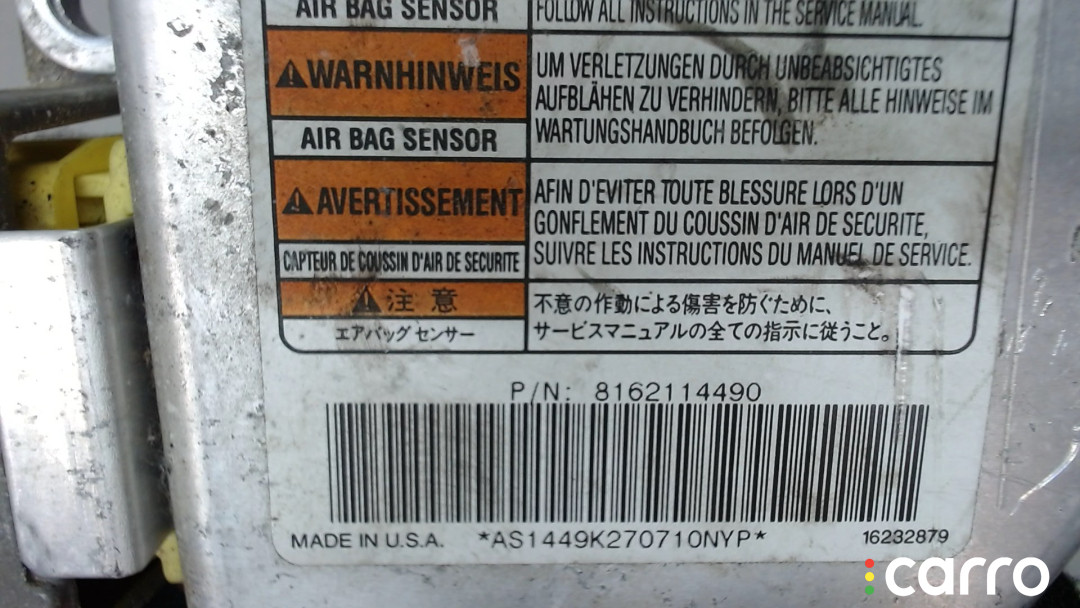 AIR BAG SENSOR
FOLLOW ALL INSTRUCTIONS IN THE SERVICE MANUAL.
WARNHINWEIS
AIR BAG SENSOR
UM VERLETZUNGEN DURCH UNBEABSICHTIGTES
AUFBLÄHEN ZU VERHINDERN, BITTE ALLE HINWEISE IM
WARTUNGSHANDBUCH BEFOLGEN.
AVERTISSEMENT
CAPTEUR DE COUSSIN D'AIR DE SECURITE
AFIN D'EVITER TOUTE BLESSURE LORS D'UN
GONFLEMENT DU COUSSIN D'AIR DE SECURITE,
SUIVRE LES INSTRUCTIONS DU MANUEL DE SERVICE.
注 意
エアバッグ センサー
不意の作動による傷害を防ぐために、
サービスマニュアルの全ての指示に従うこと。
P/N: 8162114490
MADE IN U.S.A. *AS1449K270710NYP* 16232879
carro